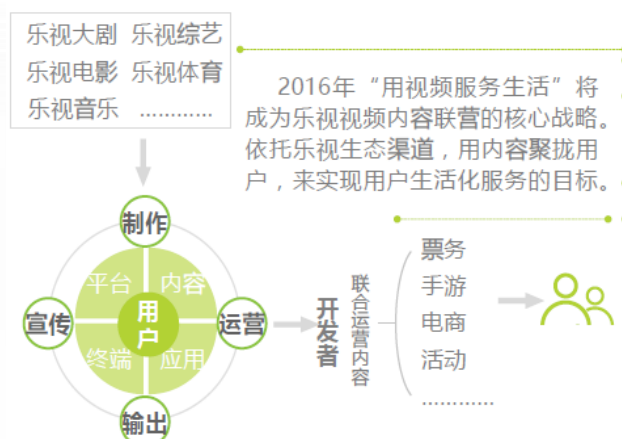 乐视大剧 乐视综艺
乐视电影 乐视体育
乐视音乐 …………
2016年“用视频服务生活”将
成为乐视视频内容联营的核心战略。
依托乐视生态渠道，用内容聚拢用
户，来实现用户生活化服务的目标。
制作
平台 内容
宣传
用户
运营
终端 应用
输出
开发者
联合运营内容
票务
手游
电商
活动
…………